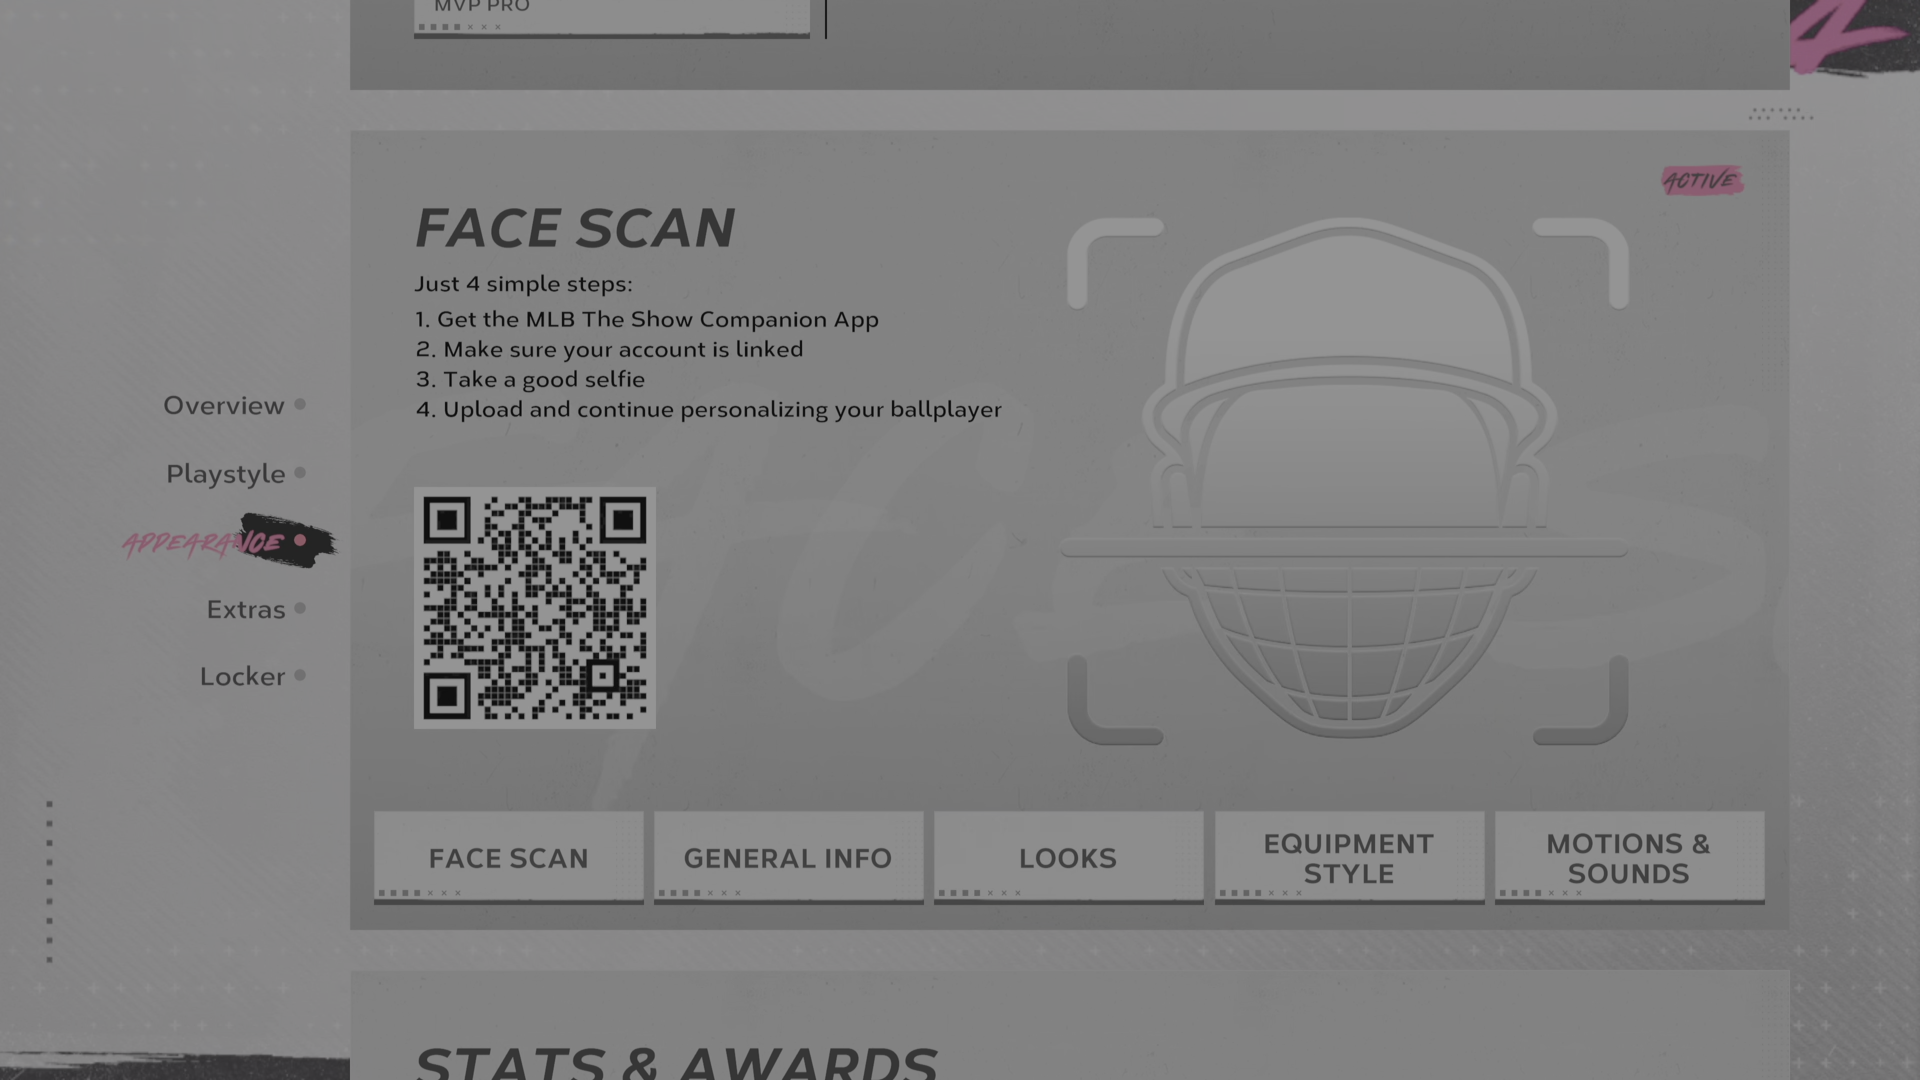 MVP PRO
ACTIVE
FACE SCAN
Just 4 simple steps:
1. Get the MLB The Show Companion App
2. Make sure your account is linked
3. Take a good selfie
4. Upload and continue personalizing your ballplayer
Overview
Playstyle
APPEARANCE
Extras
Locker
FACE SCAN
GENERAL INFO
LOOKS
EQUIPMENT
STYLE
MOTIONS &
SOUNDS
STATS & AWARDS